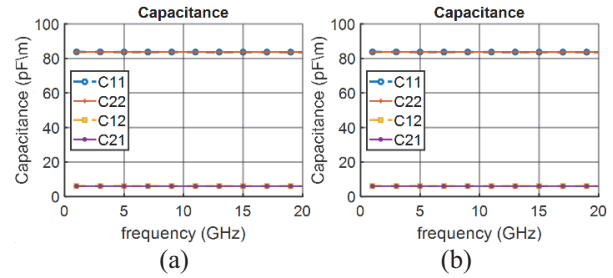 Capacitance
Capacitance (pF\m)
100
80
60
40
20
0
C11
C22
C12
C21
0 5 10 15 20
frequency (GHz)
(a)
Capacitance
Capacitance (pF\m)
100
80
60
40
20
0
C11
C22
C12
C21
0 5 10 15 20
frequency (GHz)
(b)